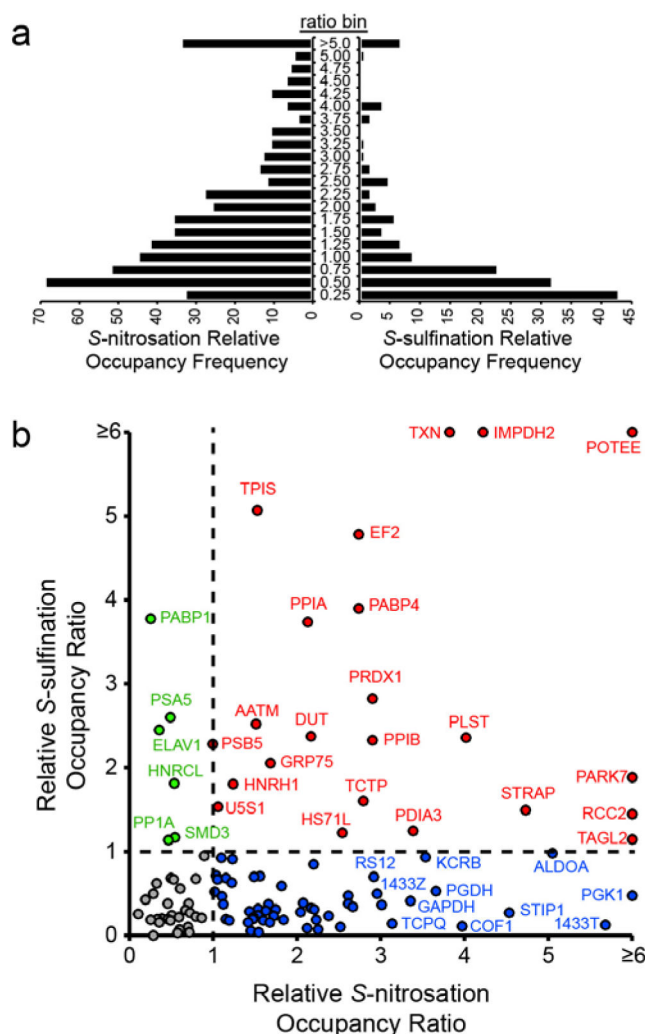 a
ratio bin
>5.0
5.00
4.75
4.50
4.25
4.00
3.75
3.50
3.25
3.00
2.75
2.50
2.25
2.00
1.75
1.50
1.25
1.00
0.75
0.50
0.25
70 60 50 40 30 20 10 0
0 5 10 15 20 25 30 35 40 45
S-nitrosation Relative
Occupancy Frequency
S-sulfination Relative
Occupancy Frequency
b
≥6
TXN IMPDH2
POTEE
TPIS
5
EF2
4
PABP1 PPIA PABP4
3
PRDX1
PSA5 AATM DUT PLST
ELAV1 PSB5 PPIB
2
GRP75
HNRCL HNRH1 TCTP PARK7
U5S1 STRAP RCC2
PP1A SMD3 HS71L PDIA3 TAGL2
1
RS12 KCRB ALDOA
1433Z PGDH PGK1
GAPDH STIP1
TCPQ COF1 1433T
0
0 1 2 3 4 5 ≥6
Relative S-sulfination
Occupancy Ratio
Relative S-nitrosation
Occupancy Ratio